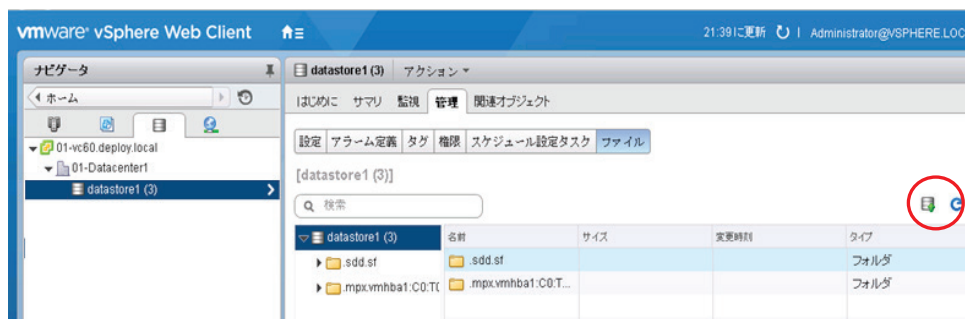 vmware® vSphere Web Client
21:39に更新 | Administrator@VSPHERE.LOC
ナビゲータ
ホーム
01-vc60.deploy.local
01-Datacenter1
datastore1 (3)
datastore1 (3) アクション
はじめに サマリ 監視 管理 関連オブジェクト
設定 アラーム定義 タグ 権限 スケジュール設定タスク ファイル
[datastore1 (3)]
検索
datastore1 (3)
.sdd.sf
.mpx.vmhba1:C0:T(
名前 サイズ 変更時刻 タイプ
.sdd.sf フォルダ
.mpx.vmhba1:C0:T... フォルダ